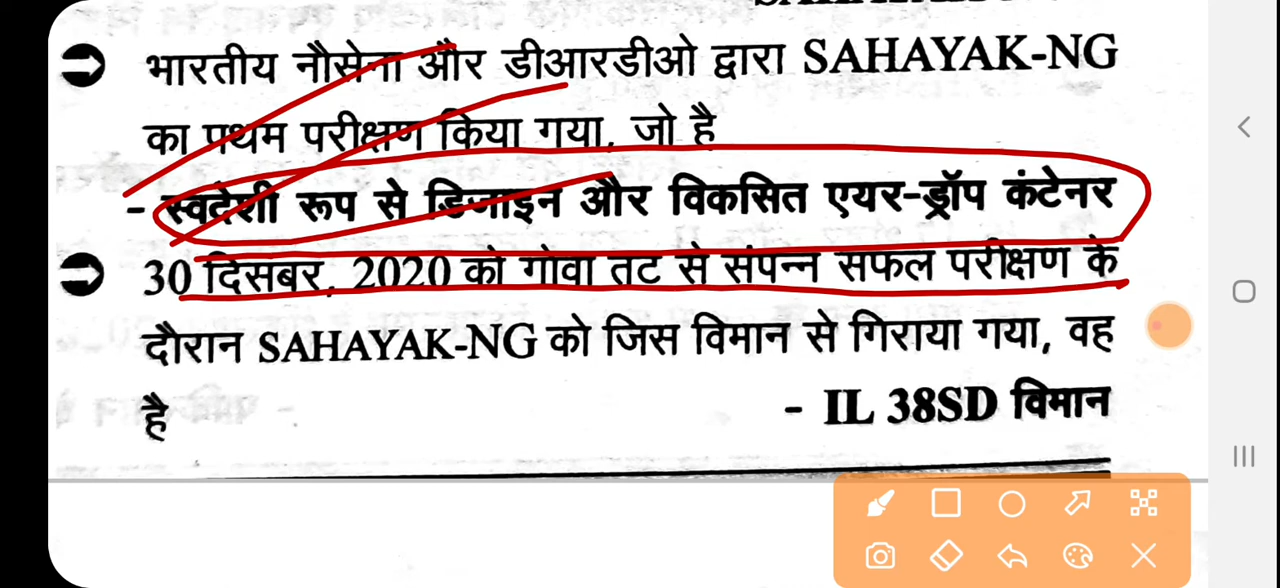 भारतीय नौसेना और डीआरडीओ द्वारा SAHAYAK-NG
का प्रथम परीक्षण किया गया, जो है
- स्वदेशी रूप से डिजाइन और विकसित एयर-ड्रॉप कंटेनर
30 दिसंबर, 2020 को गोवा तट से संपन्न सफल परीक्षण के
दौरान SAHAYAK-NG को जिस विमान से गिराया गया, वह
है - IL 38SD विमान